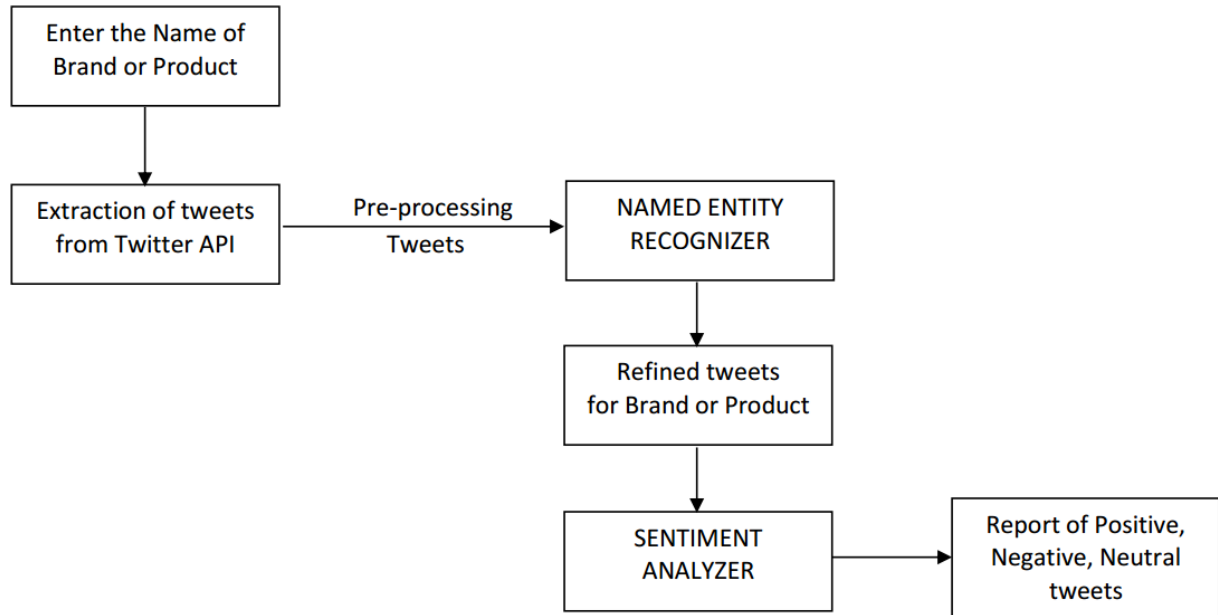 Enter the Name of
Brand or Product
Extraction of tweets
from Twitter API
Pre-processing
Tweets
NAMED ENTITY
RECOGNIZER
Refined tweets
for Brand or Product
SENTIMENT
ANALYZER
Report of Positive,
Negative, Neutral
tweets